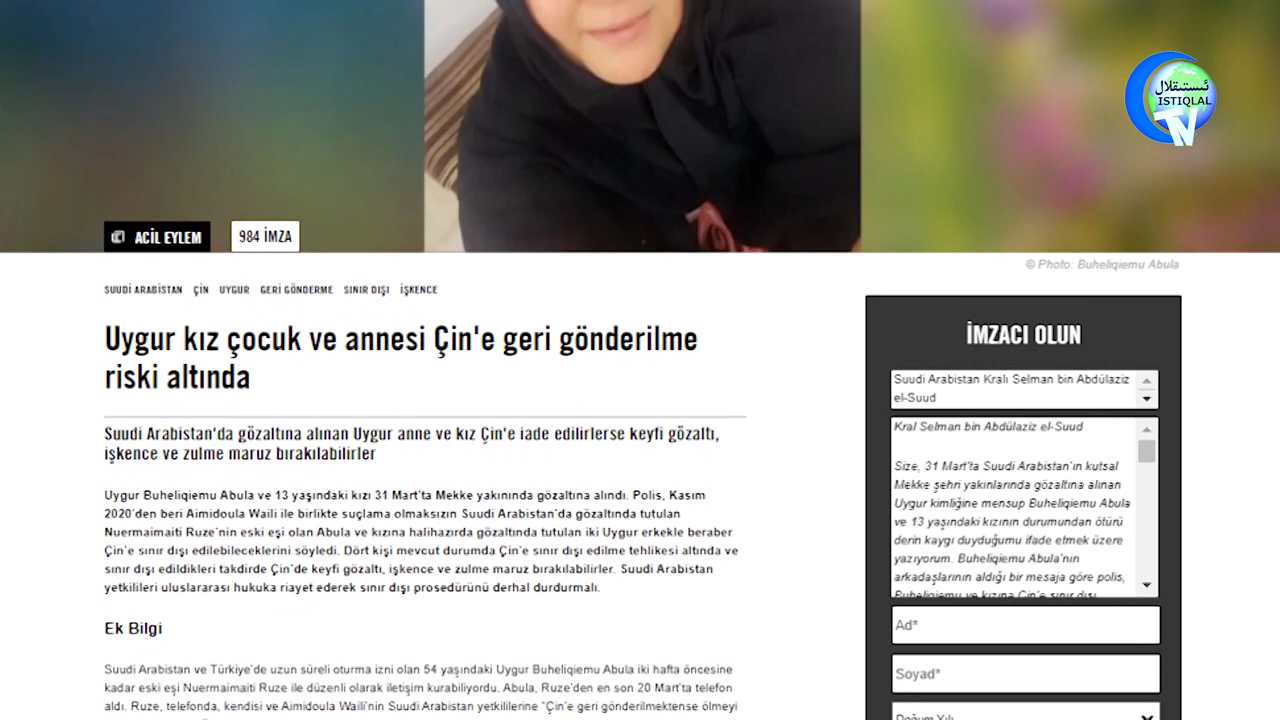 ئىستىقلال
ISTIQLAL
TV
ACİL EYLEM
984 İMZA
© Photo: Buheliqiemu Abula
SUUDİ ARABİSTAN ÇİN UYGUR GERİ GÖNDERME SINIR DIŞI İŞKENCE
Uygur kız çocuk ve annesi Çin'e geri gönderilme
riski altında
Suudi Arabistan'da gözaltına alınan Uygur anne ve kız Çin'e iade edilirlerse keyfi gözaltı,
işkence ve zulme maruz bırakılabilirler
Uygur Buheliqiemu Abula ve 13 yaşındaki kızı 31 Mart'ta Mekke yakınında gözaltına alındı. Polis, Kasım
2020'den beri Aimidoula Waili ile birlikte suçlama olmaksızın Suudi Arabistan'da gözaltında tutulan
Nuermaimaiti Ruze'nin eski eşi olan Abula ve kızına halihazırda gözaltında tutulan iki Uygur erkekle beraber
Çin'e sınır dışı edilebileceklerini söyledi. Dört kişi mevcut durumda Çin'e sınır dışı edilme tehlikesi altında ve
sınır dışı edildikleri takdirde Çin'de keyfi gözaltı, işkence ve zulme maruz bırakılabilirler. Suudi Arabistan
yetkilileri uluslararası hukuka riayet ederek sınır dışı prosedürünü derhal durdurmalı.
Ek Bilgi
Suudi Arabistan ve Türkiye'de uzun süreli oturma izni olan 54 yaşındaki Uygur Buheliqiemu Abula iki hafta öncesine
kadar eski eşi Nuermaimaiti Ruze ile düzenli olarak iletişim kurabiliyordu. Abula, Ruze'den en son 20 Mart'ta telefon
aldı. Ruze, telefonda, kendisi ve Aimidoula Waili'nin Suudi Arabistan yetkililerine "Çin'e geri gönderilmektense ölmeyi
İMZACI OLUN
Suudi Arabistan Kralı Selman bin Abdülaziz
el-Suud
Kral Selman bin Abdülaziz el-Suud
Size, 31 Mart'ta Suudi Arabistan'ın kutsal
Mekke şehri yakınlarında gözaltına alınan
Uygur kimliğine mensup Buheliqiemu Abula
ve 13 yaşındaki kızının durumundan ötürü
derin kaygı duyduğumu ifade etmek üzere
yazıyorum. Buheliqiemu Abula'nın
arkadaşlarının aldığı bir mesaja göre polis,
Buheliqiemu ve kızına Çin'e sınır dışı
Ad*
Soyad*
Doğum Yılı